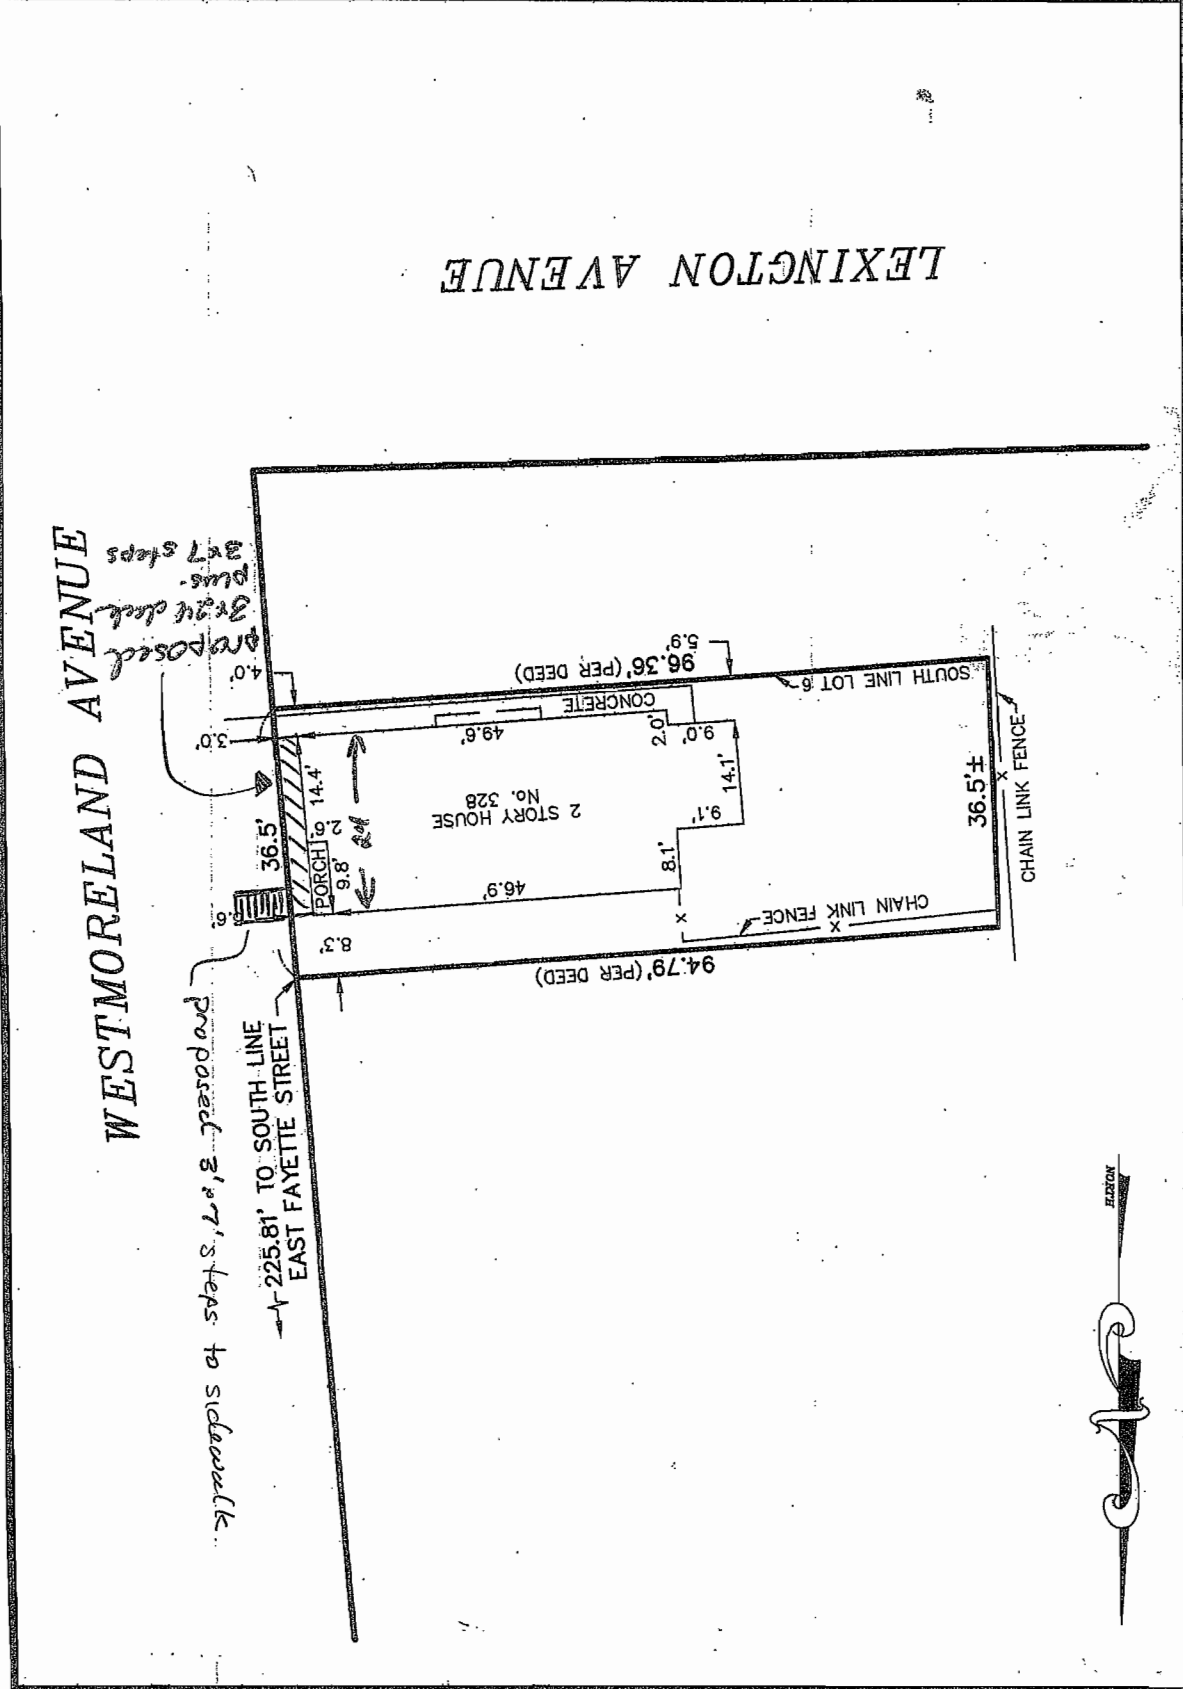 LEXINGTON AVENUE
WESTMORELAND AVENUE
proposed
3x24 deck
plus
3x7 steps
4.0'
3.0'
36.5'
6.6'
8.3'
96.36' (PER DEED)
5.9'
CONCRETE
49.6'
2.0'
9.0'
14.1'
9.1'
8.1'
14.4'
2.6'
PORCH
9.8'
24
2 STORY HOUSE
No. 328
46.9'
SOUTH LINE LOT 6
36.5'±
CHAIN LINK FENCE
CHAIN LINK FENCE
94.79' (PER DEED)
225.81' TO SOUTH LINE
EAST FAYETTE STREET
proposed 3'x7' steps to sidewalk.
NORTH